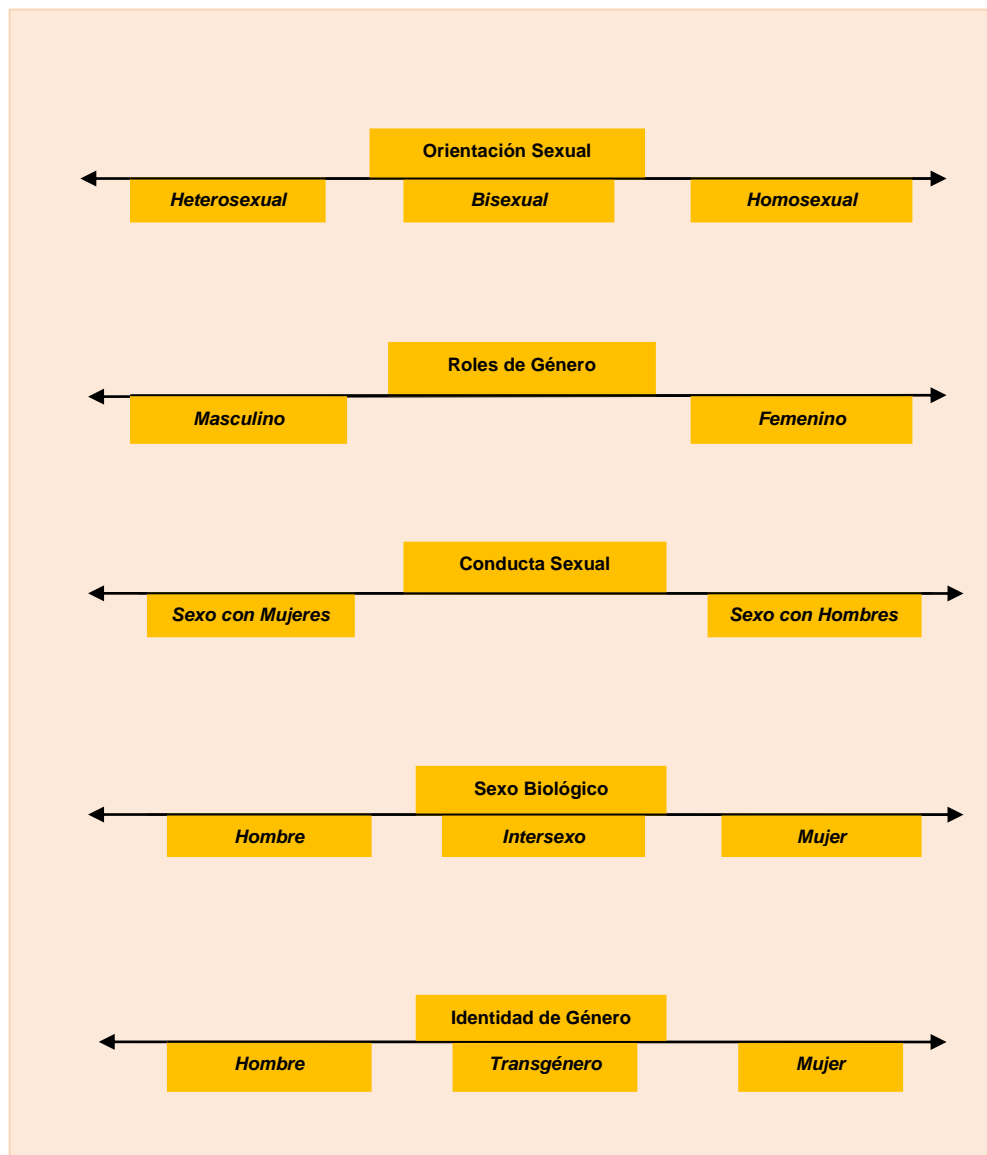 Orientación Sexual
Heterosexual Bisexual Homosexual
Roles de Género
Masculino Femenino
Conducta Sexual
Sexo con Mujeres Sexo con Hombres
Sexo Biológico
Hombre Intersexo Mujer
Identidad de Género
Hombre Transgénero Mujer